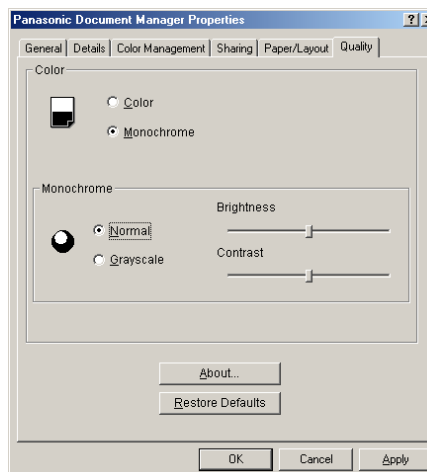 Panasonic Document Manager Properties
General Details Color Management Sharing Paper/Layout Quality
Color
Color
Monochrome
Monochrome
Normal
Grayscale
Brightness
Contrast
About...
Restore Defaults
OK Cancel Apply